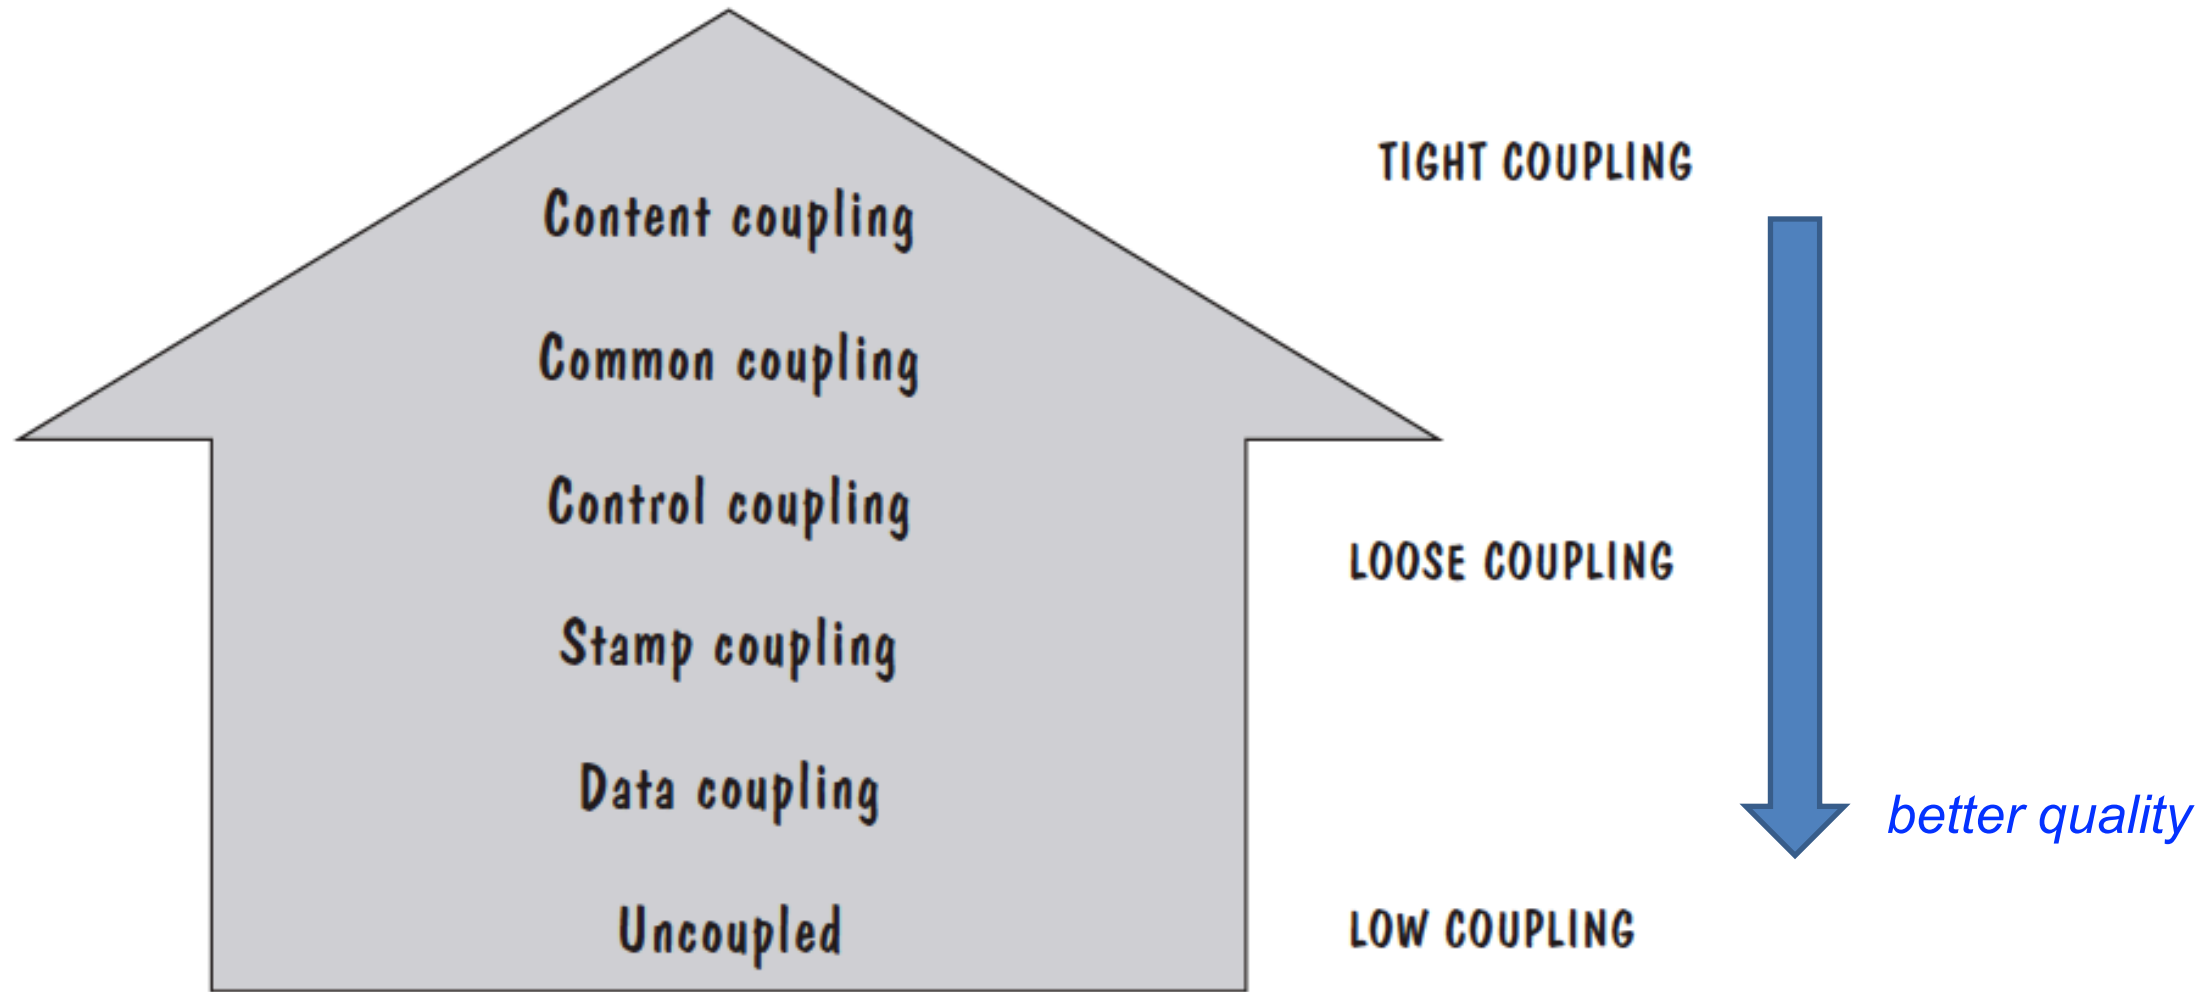 TIGHT COUPLING
Content coupling
Common coupling
Control coupling
LOOSE COUPLING
Stamp coupling
Data coupling
better quality
Uncoupled
LOW COUPLING